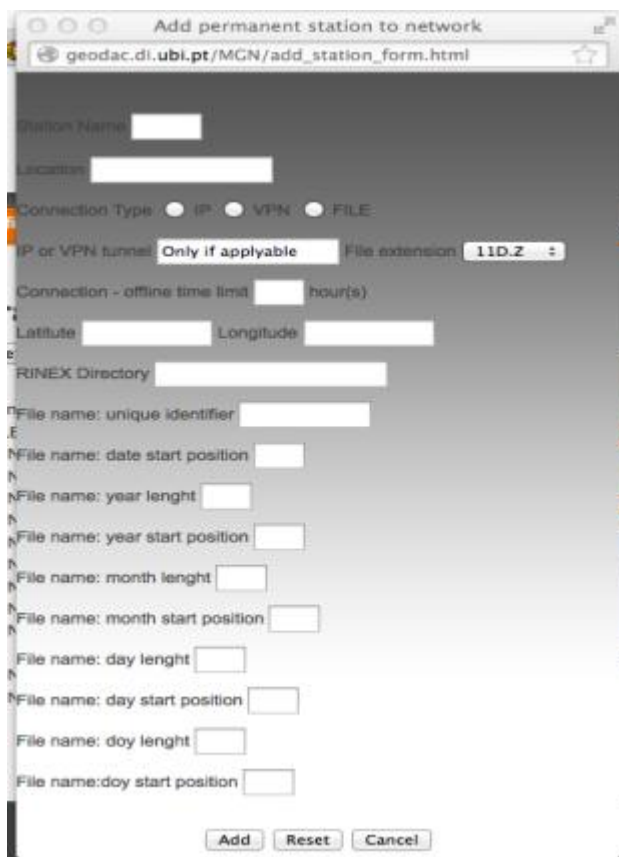 Add permanent station to network
geodac.di.ubi.pt/MGN/add_station_form.html
Station Name
Location
Connection Type IP VPN FILE
IP or VPN tunnel Only if applyable File extension 11D.Z
Connection - offline time limit hour(s)
Latitute Longitude
RINEX Directory
File name: unique identifier
File name: date start position
File name: year lenght
File name: year start position
File name: month lenght
File name: month start position
File name: day lenght
File name: day start position
File name: doy lenght
File name:doy start position
Add Reset Cancel